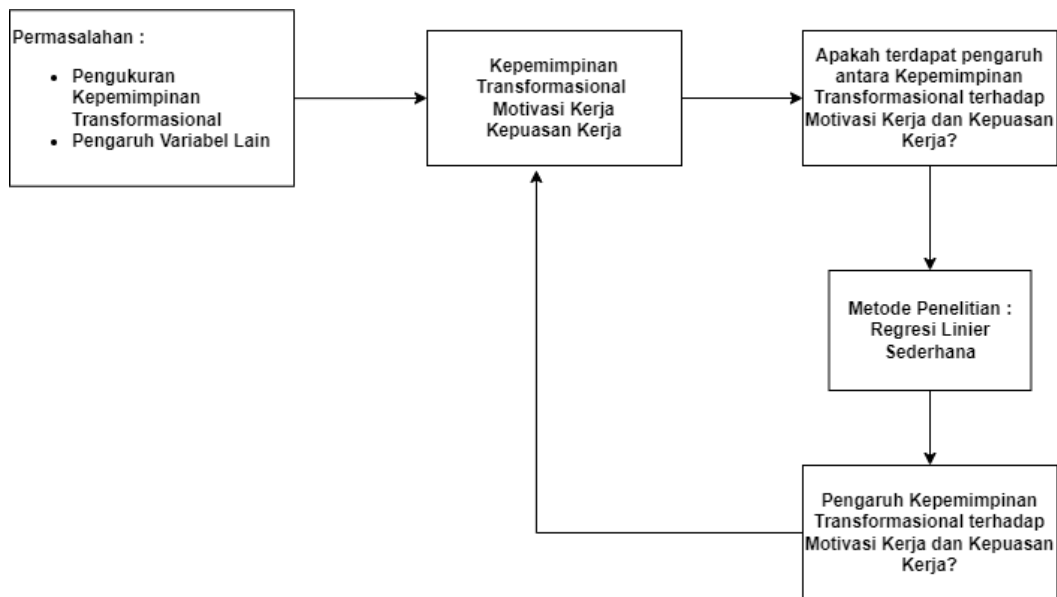 Permasalahan :
• Pengukuran
Kepemimpinan
Transformasional
• Pengaruh Variabel Lain
Kepemimpinan
Transformasional
Motivasi Kerja
Kepuasan Kerja
Apakah terdapat pengaruh
antara Kepemimpinan
Transformasional terhadap
Motivasi Kerja dan Kepuasan
Kerja?
Metode Penelitian :
Regresi Linier
Sederhana
Pengaruh Kepemimpinan
Transformasional terhadap
Motivasi Kerja dan Kepuasan
Kerja?